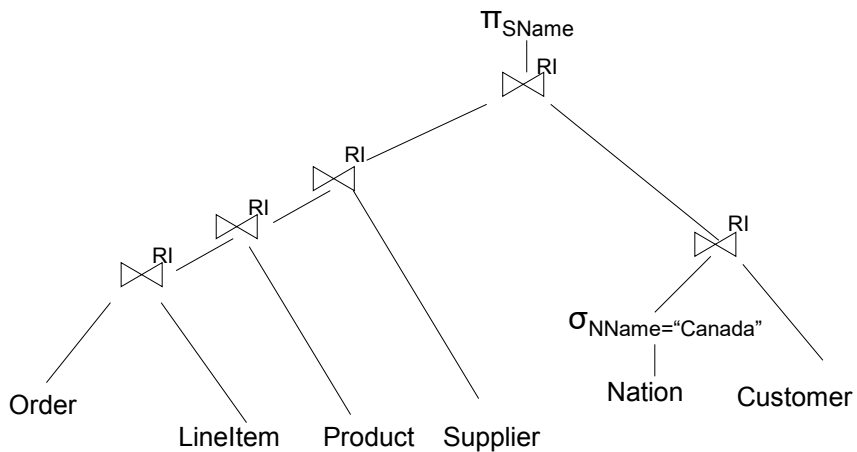 πSName
RI
RI
RI
RI
RI
σNName=“Canada”
Order
LineItem
Product
Supplier
Nation
Customer